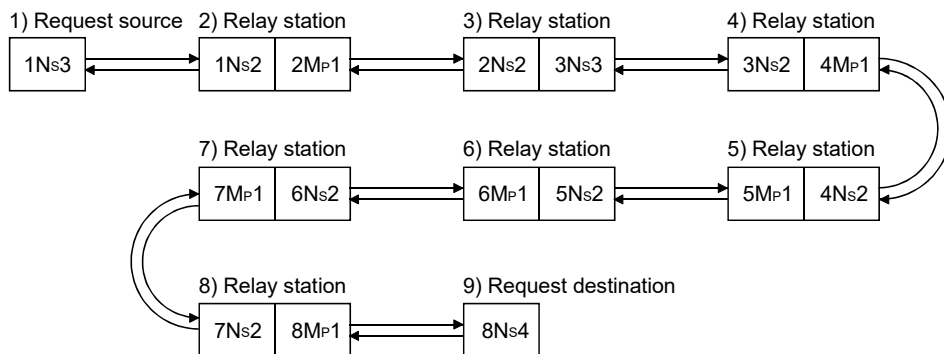 1) Request source
2) Relay station
3) Relay station
4) Relay station
1Ns3
1Ns2
2MP1
2Ns2
3Ns3
3Ns2
4MP1
7) Relay station
6) Relay station
5) Relay station
7MP1
6Ns2
6MP1
5Ns2
5MP1
4Ns2
8) Relay station
9) Request destination
7Ns2
8MP1
8Ns4